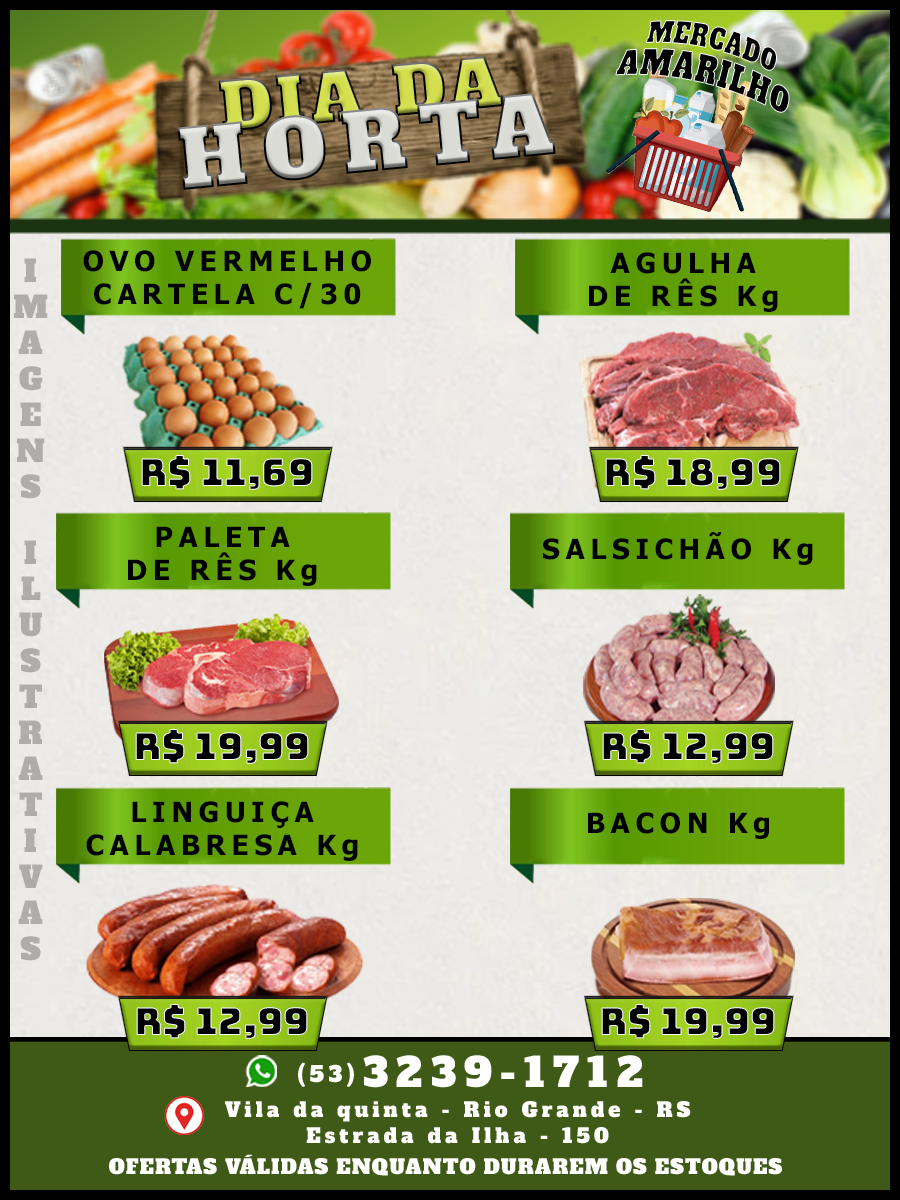 DIA DA
HORTA
MERCADO
AMARILHO
IMAGENS ILUSTRATIVAS
OVO VERMELHO
CARTELA C/30
R$ 11,69
AGULHA
DE RÊS Kg
R$ 18,99
PALETA
DE RÊS Kg
R$ 19,99
SALSICHÃO Kg
R$ 12,99
LINGUIÇA
CALABRESA Kg
R$ 12,99
BACON Kg
R$ 19,99
(53) 3239-1712
Vila da quinta - Rio Grande - RS
Estrada da Ilha - 150
OFERTAS VÁLIDAS ENQUANTO DURAREM OS ESTOQUES